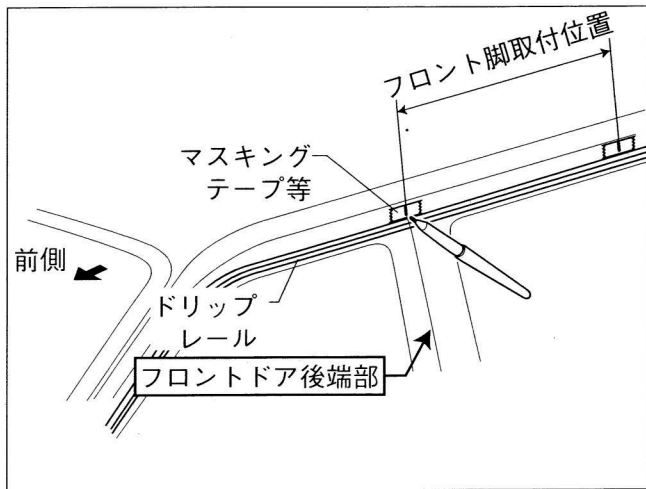 フロント脚取付位置
マスキング
テープ等
前側
ドリップ
レール
フロントドア後端部